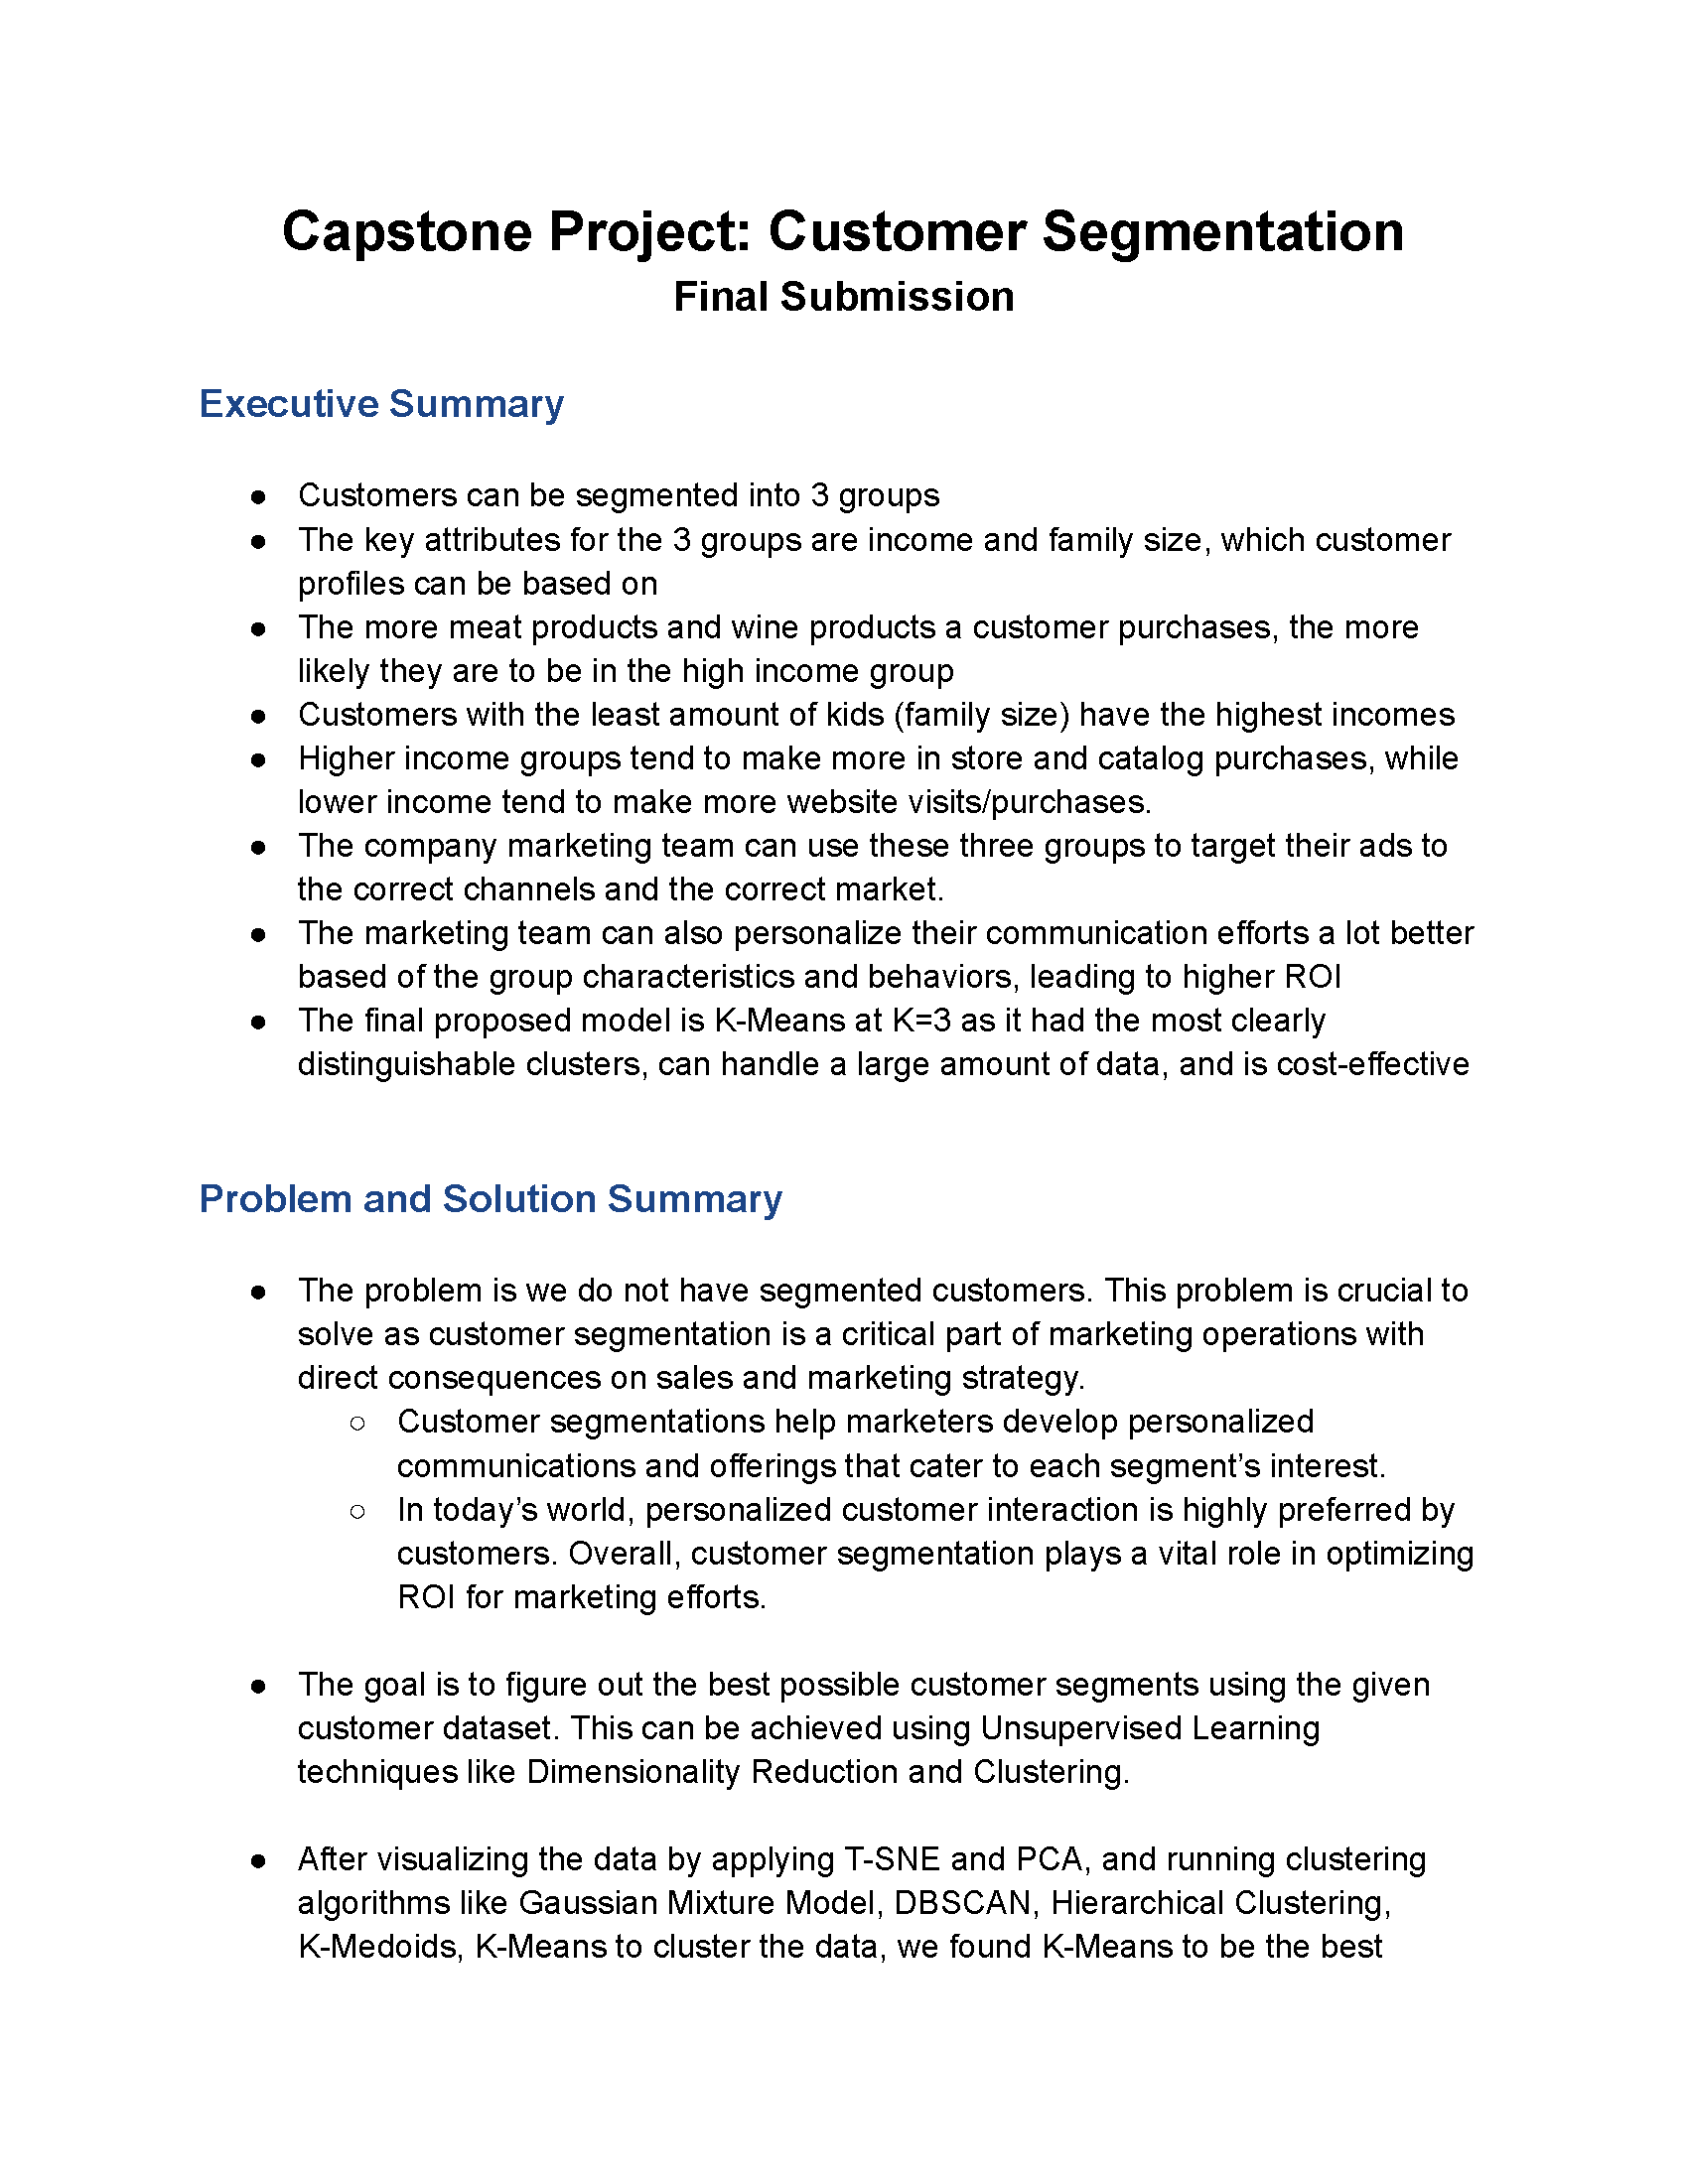 Capstone Project: Customer Segmentation
Final Submission
Executive Summary
● Customers can be segmented into 3 groups
● The key attributes for the 3 groups are income and family size, which customer
profiles can be based on
● The more meat products and wine products a customer purchases, the more
likely they are to be in the high income group
● Customers with the least amount of kids (family size) have the highest incomes
● Higher income groups tend to make more in store and catalog purchases, while
lower income tend to make more website visits/purchases.
● The company marketing team can use these three groups to target their ads to
the correct channels and the correct market.
● The marketing team can also personalize their communication efforts a lot better
based of the group characteristics and behaviors, leading to higher ROI
● The final proposed model is K-Means at K=3 as it had the most clearly
distinguishable clusters, can handle a large amount of data, and is cost-effective
Problem and Solution Summary
● The problem is we do not have segmented customers. This problem is crucial to
solve as customer segmentation is a critical part of marketing operations with
direct consequences on sales and marketing strategy.
○ Customer segmentations help marketers develop personalized
communications and offerings that cater to each segment’s interest.
○ In today’s world, personalized customer interaction is highly preferred by
customers. Overall, customer segmentation plays a vital role in optimizing
ROI for marketing efforts.
● The goal is to figure out the best possible customer segments using the given
customer dataset. This can be achieved using Unsupervised Learning
techniques like Dimensionality Reduction and Clustering.
● After visualizing the data by applying T-SNE and PCA, and running clustering
algorithms like Gaussian Mixture Model, DBSCAN, Hierarchical Clustering,
K-Medoids, K-Means to cluster the data, we found K-Means to be the best